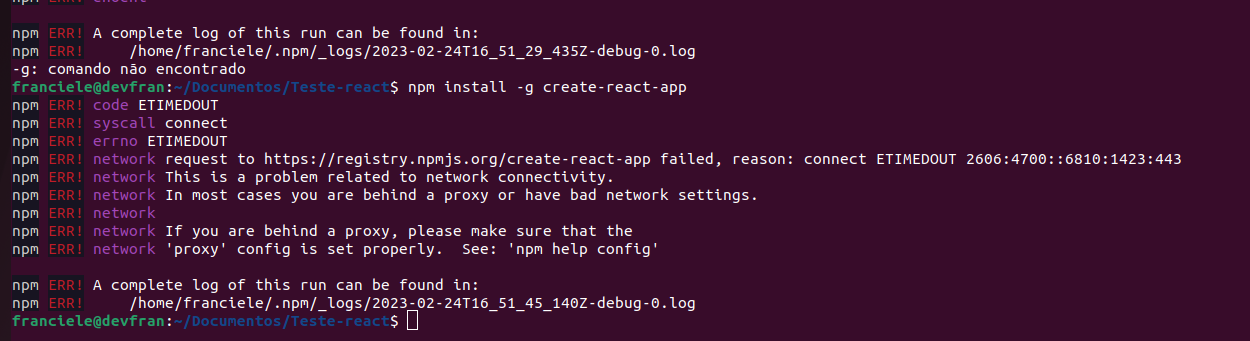 npm ERR! enoent
npm ERR! A complete log of this run can be found in:
npm ERR!     /home/franciele/.npm/_logs/2023-02-24T16_51_29_435Z-debug-0.log
-g: comando não encontrado
franciele@devfran:~/Documentos/Teste-react$ npm install -g create-react-app
npm ERR! code ETIMEDOUT
npm ERR! syscall connect
npm ERR! errno ETIMEDOUT
npm ERR! network request to https://registry.npmjs.org/create-react-app failed, reason: connect ETIMEDOUT 2606:4700::6810:1423:443
npm ERR! network This is a problem related to network connectivity.
npm ERR! network In most cases you are behind a proxy or have bad network settings.
npm ERR! network
npm ERR! network If you are behind a proxy, please make sure that the
npm ERR! network 'proxy' config is set properly.  See: 'npm help config'
npm ERR! A complete log of this run can be found in:
npm ERR!     /home/franciele/.npm/_logs/2023-02-24T16_51_45_140Z-debug-0.log
franciele@devfran:~/Documentos/Teste-react$